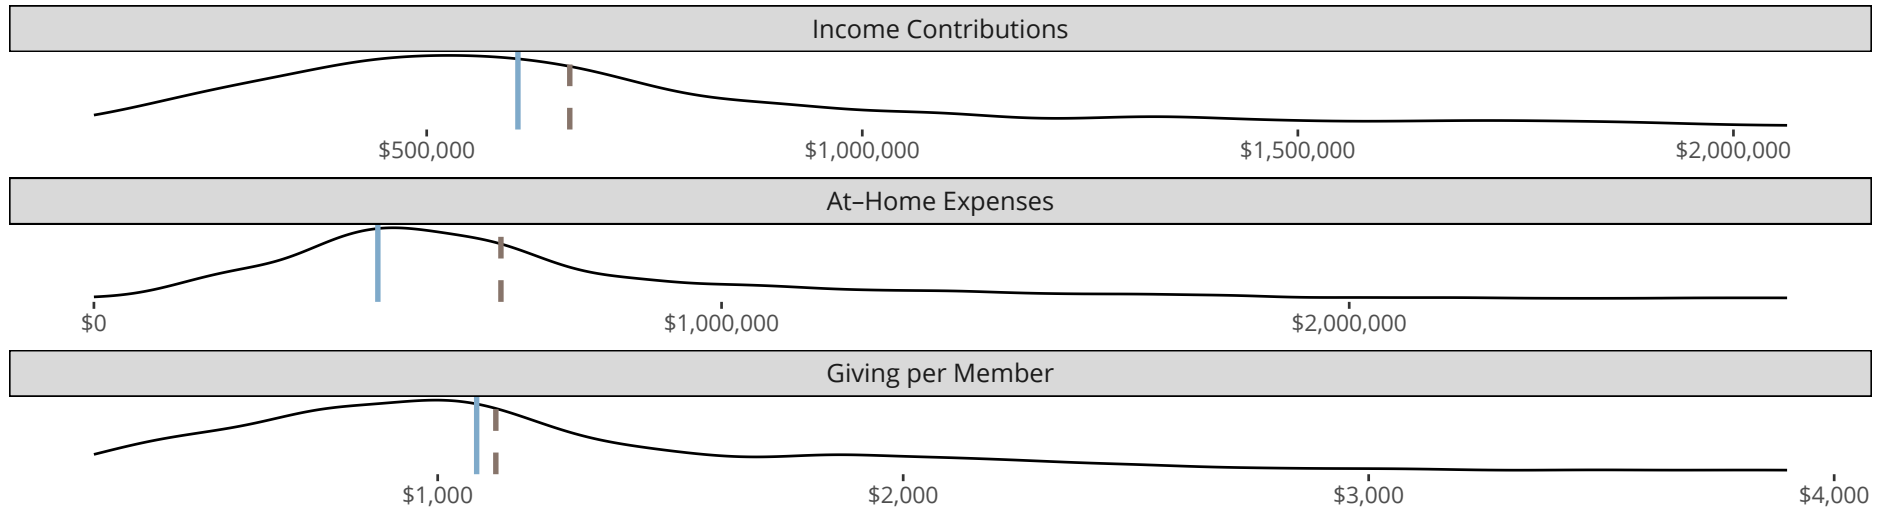 Income Contributions
$500,000 $1,000,000 $1,500,000 $2,000,000
At–Home Expenses
$0 $1,000,000 $2,000,000
Giving per Member
$1,000 $2,000 $3,000 $4,000